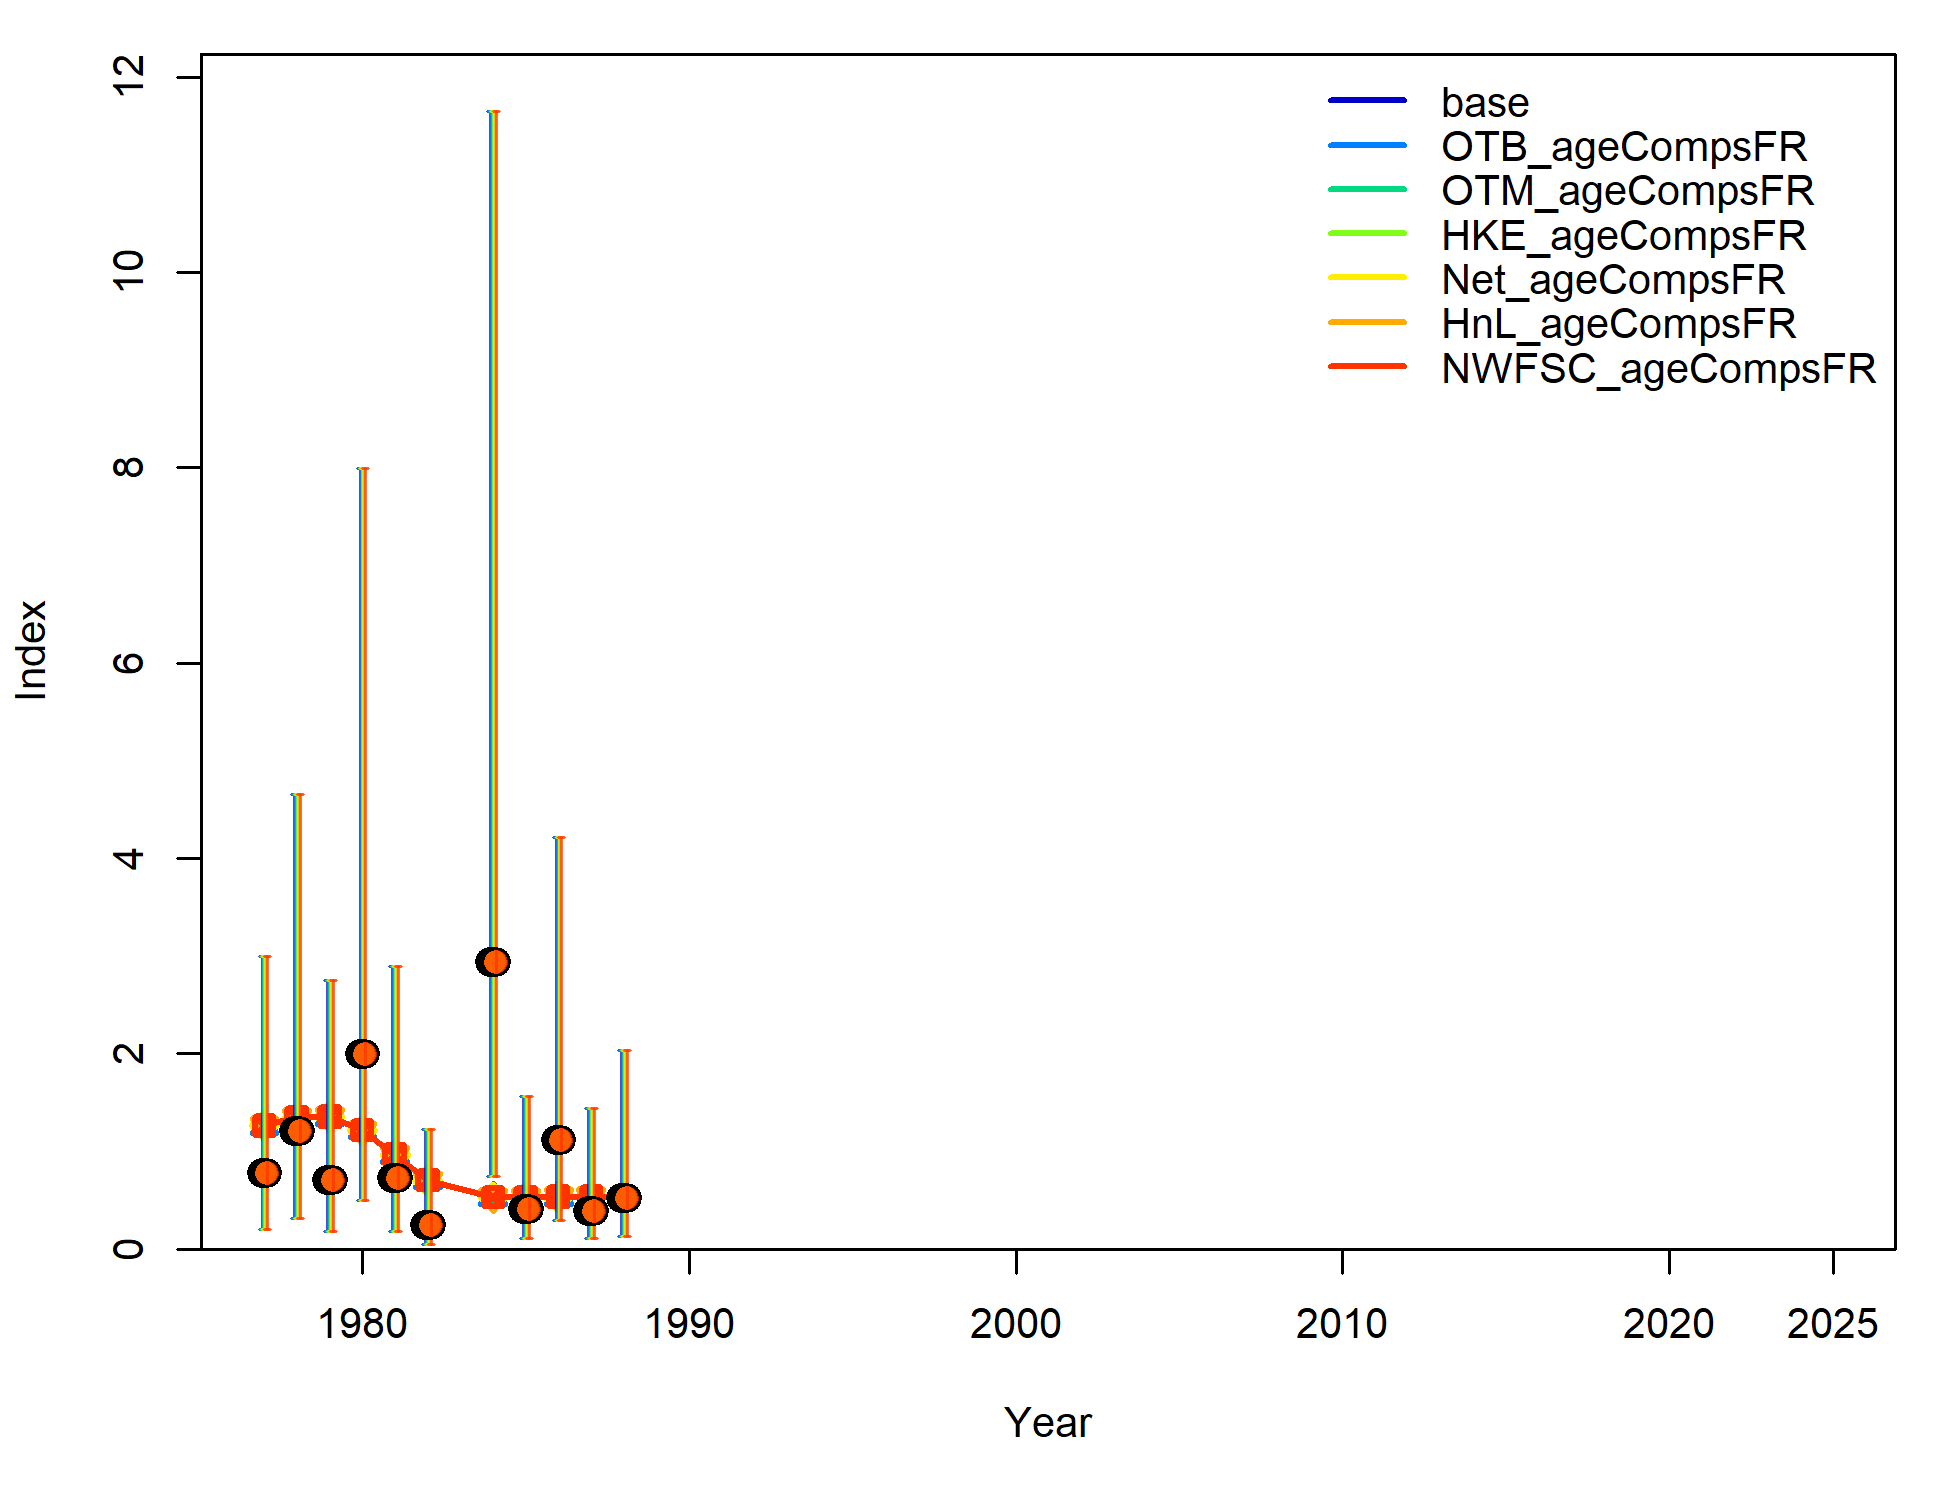 12
10
8
6
4
2
0
Index
base
OTB_ageCompsFR
OTM_ageCompsFR
HKE_ageCompsFR
Net_ageCompsFR
HnL_ageCompsFR
NWFSC_ageCompsFR
1980 1990 2000 2010 2020 2025
Year